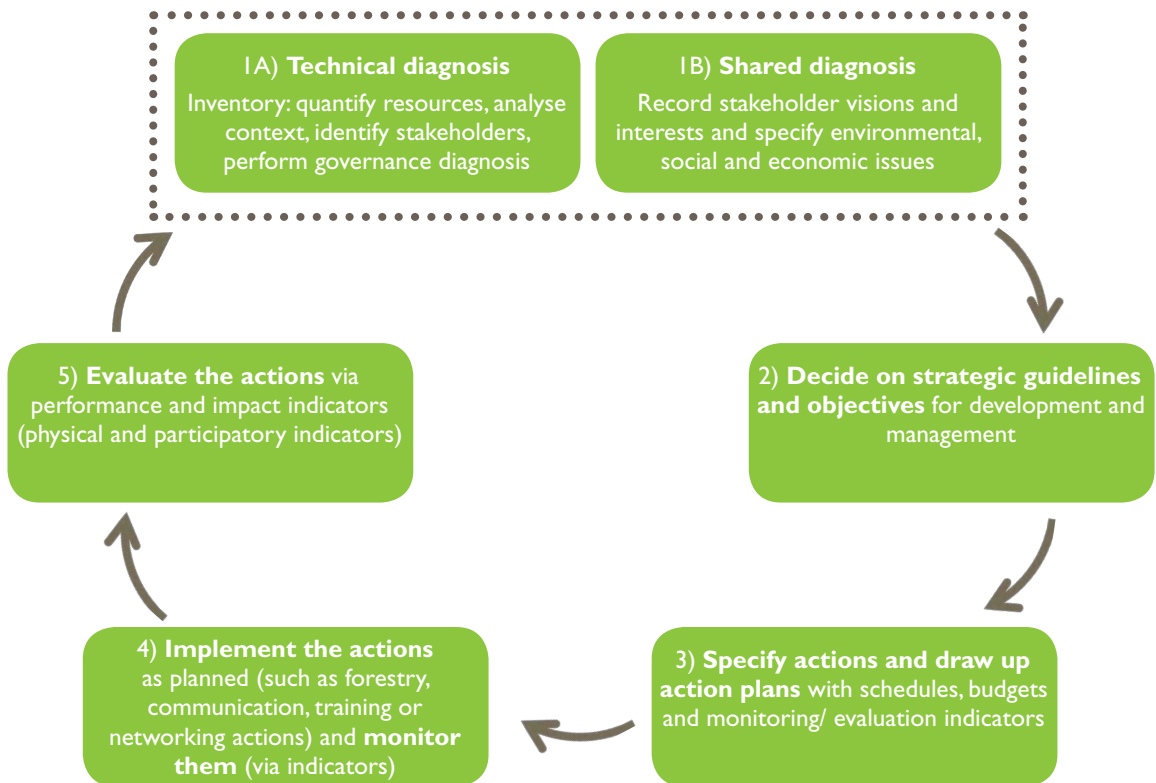 1A) Technical diagnosis
Inventory: quantify resources, analyse
context, identify stakeholders,
perform governance diagnosis
1B) Shared diagnosis
Record stakeholder visions and
interests and specify environmental,
social and economic issues
2) Decide on strategic guidelines
and objectives for development and
management
3) Specify actions and draw up
action plans with schedules, budgets
and monitoring/ evaluation indicators
4) Implement the actions
as planned (such as forestry,
communication, training or
networking actions) and monitor
them (via indicators)
5) Evaluate the actions via
performance and impact indicators
(physical and participatory indicators)